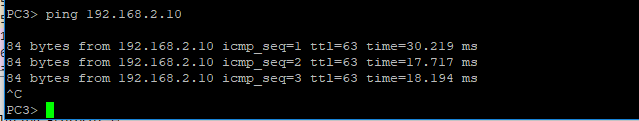 PC3> ping 192.168.2.10
84 bytes from 192.168.2.10 icmp_seq=1 ttl=63 time=30.219 ms
84 bytes from 192.168.2.10 icmp_seq=2 ttl=63 time=17.717 ms
84 bytes from 192.168.2.10 icmp_seq=3 ttl=63 time=18.194 ms
^C
PC3>